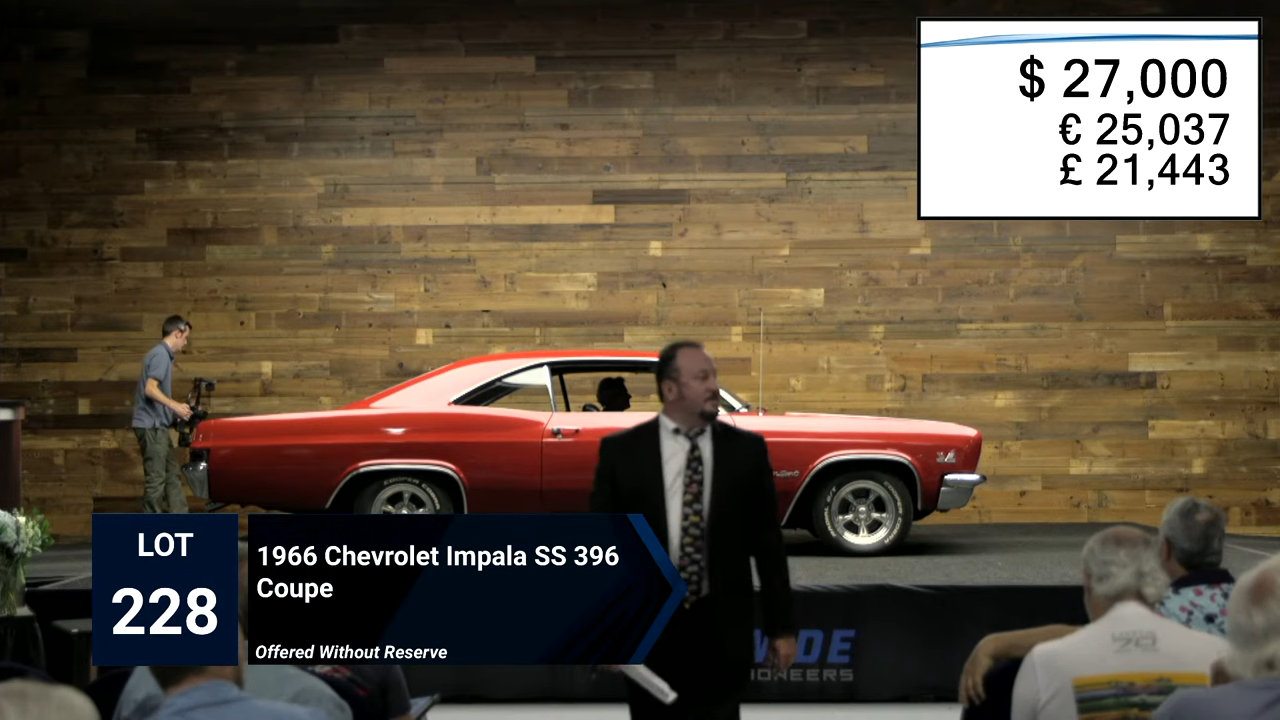 $ 27,000
€ 25,037
£ 21,443
LOT
228
1966 Chevrolet Impala SS 396
Coupe
Offered Without Reserve